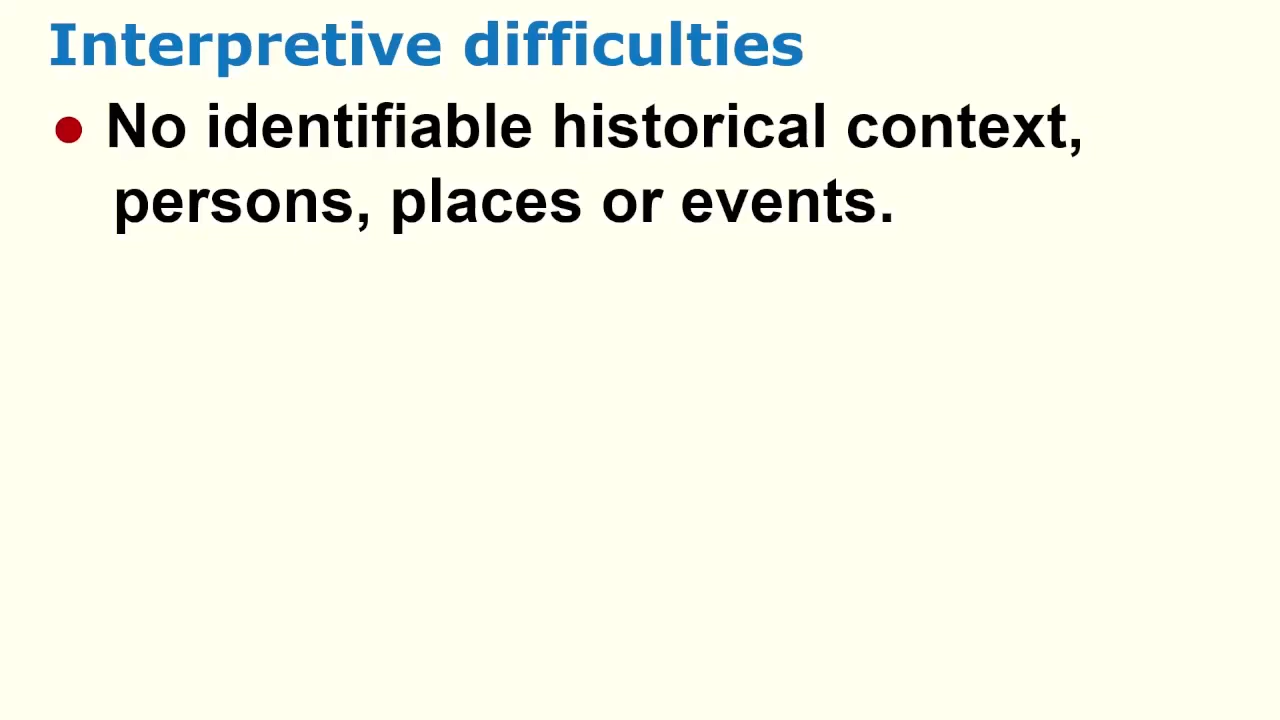 Interpretive difficulties
● No identifiable historical context,
persons, places or events.